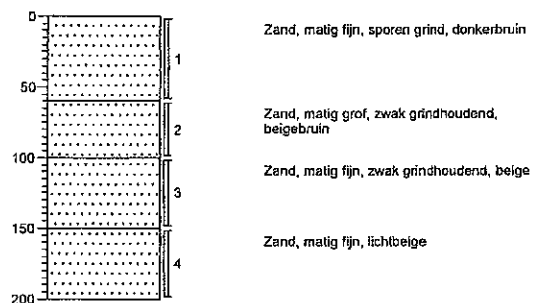 0
Zand, matig fijn, sporen grind, donkerbruin
1
50
Zand, matig grof, zwak grindhoudend,
beigebruin
2
100
Zand, matig fijn, zwak grindhoudend, beige
3
150
Zand, matig fijn, lichtbeige
4
200